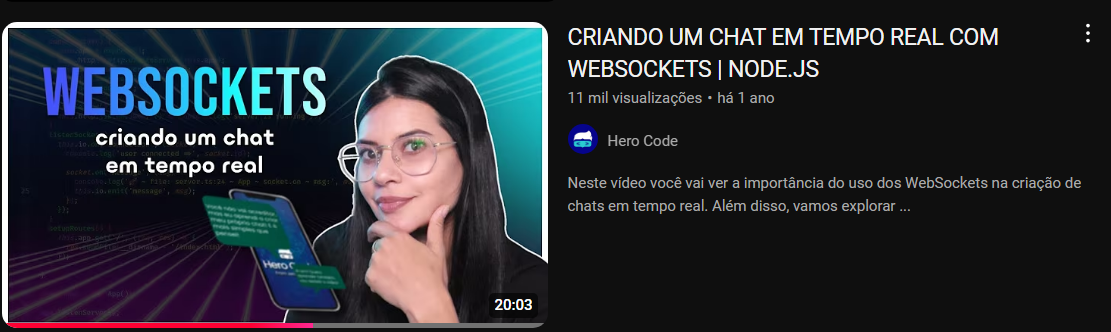 WEBSOCKETS
criando um chat
em tempo real
Hero Co
20:03
CRIANDO UM CHAT EM TEMPO REAL COM
WEBSOCKETS | NODE.JS
11 mil visualizações • há 1 ano
Hero Code
Neste vídeo você vai ver a importância do uso dos WebSockets na criação de
chats em tempo real. Além disso, vamos explorar ...